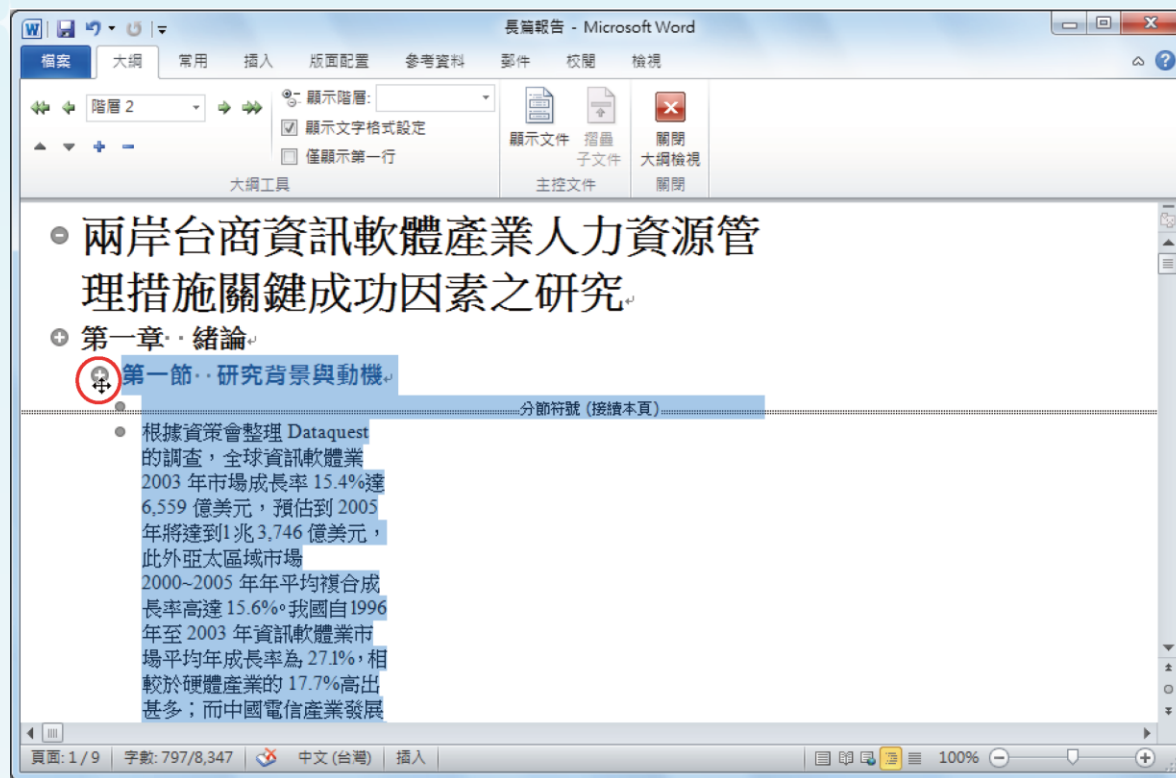 長篇報告 - Microsoft Word
檔案 大綱 常用 插入 版面配置 參考資料 郵件 校閱 檢視
階層 2
顯示階層:
顯示文字格式設定
僅顯示第一行
大綱工具
顯示文件
摺疊
子文件
主控文件
關閉
大綱檢視
關閉
兩岸台商資訊軟體產業人力資源管
理措施關鍵成功因素之研究
第一章‧‧緒論
第一節‧‧研究背景與動機
分節符號 (接續本頁)
根據資策會整理 Dataquest
的調查，全球資訊軟體業
2003 年市場成長率 15.4%達
6,559 億美元，預估到 2005
年將達到1兆3,746 億美元，
此外亞太區域市場
2000~2005 年年平均複合成
長率高達 15.6%。我國自1996
年至 2003 年資訊軟體業市
場平均年成長率為 27.1%，相
較於硬體產業的 17.7%高出
甚多；而中國電信產業發展
頁面: 1 / 9 字數: 797/8,347 中文 (台灣) 插入 100%